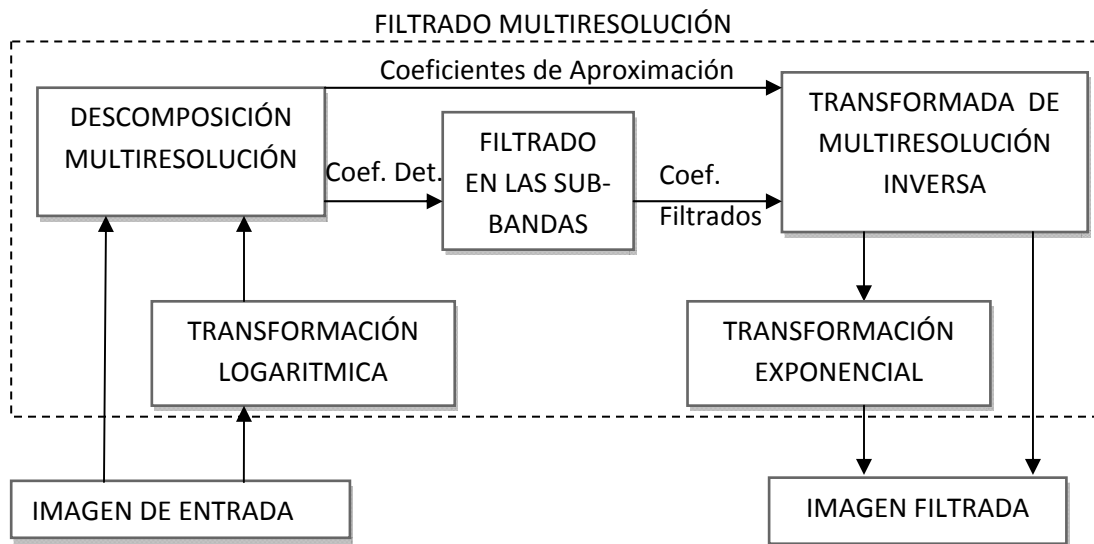 FILTRADO MULTIRESOLUCIÓN
Coeficientes de Aproximación
DESCOMPOSICIÓN
MULTIRESOLUCIÓN
Coef. Det.
FILTRADO
EN LAS SUB-
BANDAS
Coef.
Filtrados
TRANSFORMADA DE
MULTIRESOLUCIÓN
INVERSA
TRANSFORMACIÓN
LOGARITMICA
TRANSFORMACIÓN
EXPONENCIAL
IMAGEN DE ENTRADA
IMAGEN FILTRADA